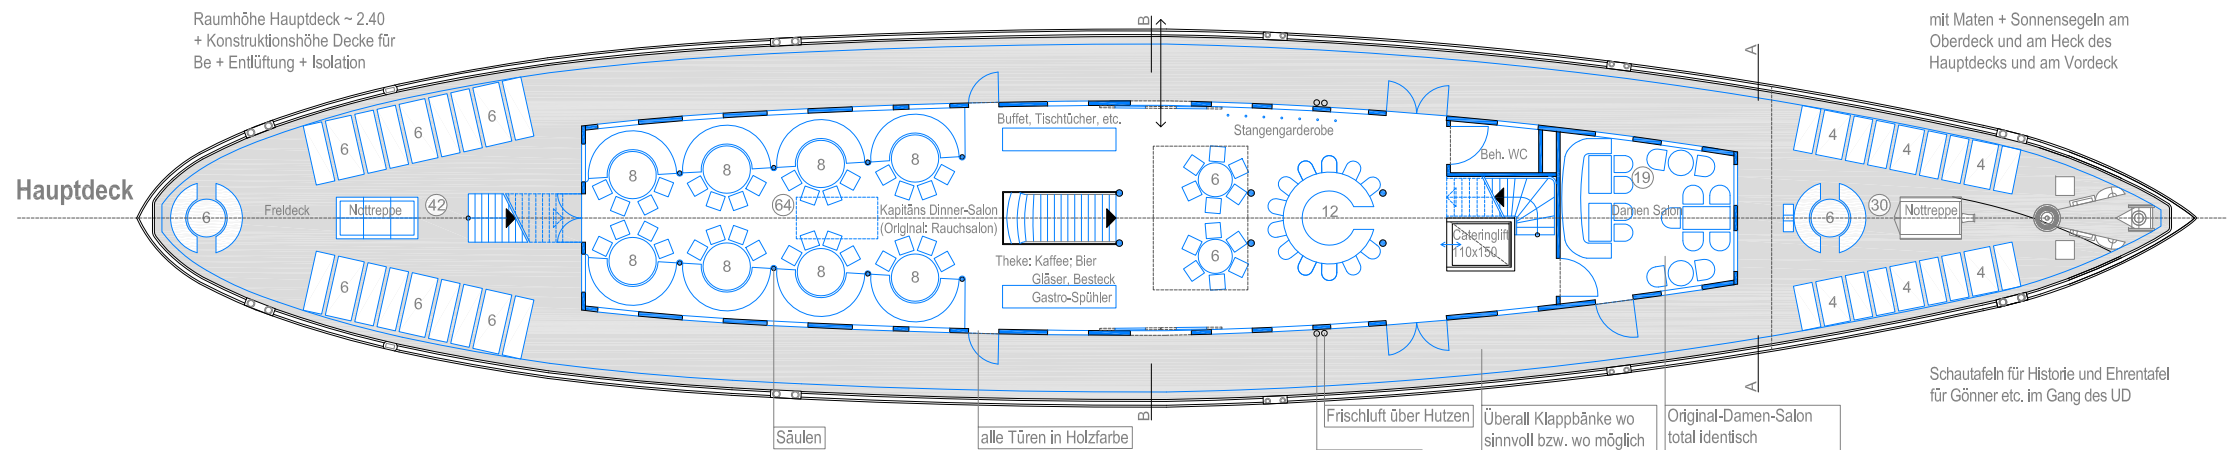 Raumhöhe Hauptdeck ~ 2.40
+ Konstruktionshöhe Decke für
Be + Entlüftung + Isolation
mit Maten + Sonnensegeln am
Oberdeck und am Heck des
Hauptdecks und am Vordeck
B
A
Hauptdeck
6
6
6
6
Freideck
Nottreppe
42
6
6
6
8
8
8
8
64
Kapitäns Dinner-Salon
(Original: Rauchsalon)
8
8
8
8
Buffet, Tischtücher, etc.
Stangengarderobe
Theke: Kaffee; Bier
Gläser, Besteck
Gastro-Spühler
6
6
12
Beh. WC
Cateringlift
110x150
19
Damen Salon
4
4
4
6
30
Nottreppe
4
4
4
B
A
Schautafeln für Historie und Ehrentafel
für Gönner etc. im Gang des UD
Säulen
alle Türen in Holzfarbe
Frischluft über Hutzen
Überall Klappbänke wo
sinnvoll bzw. wo möglich
Original-Damen-Salon
total identisch